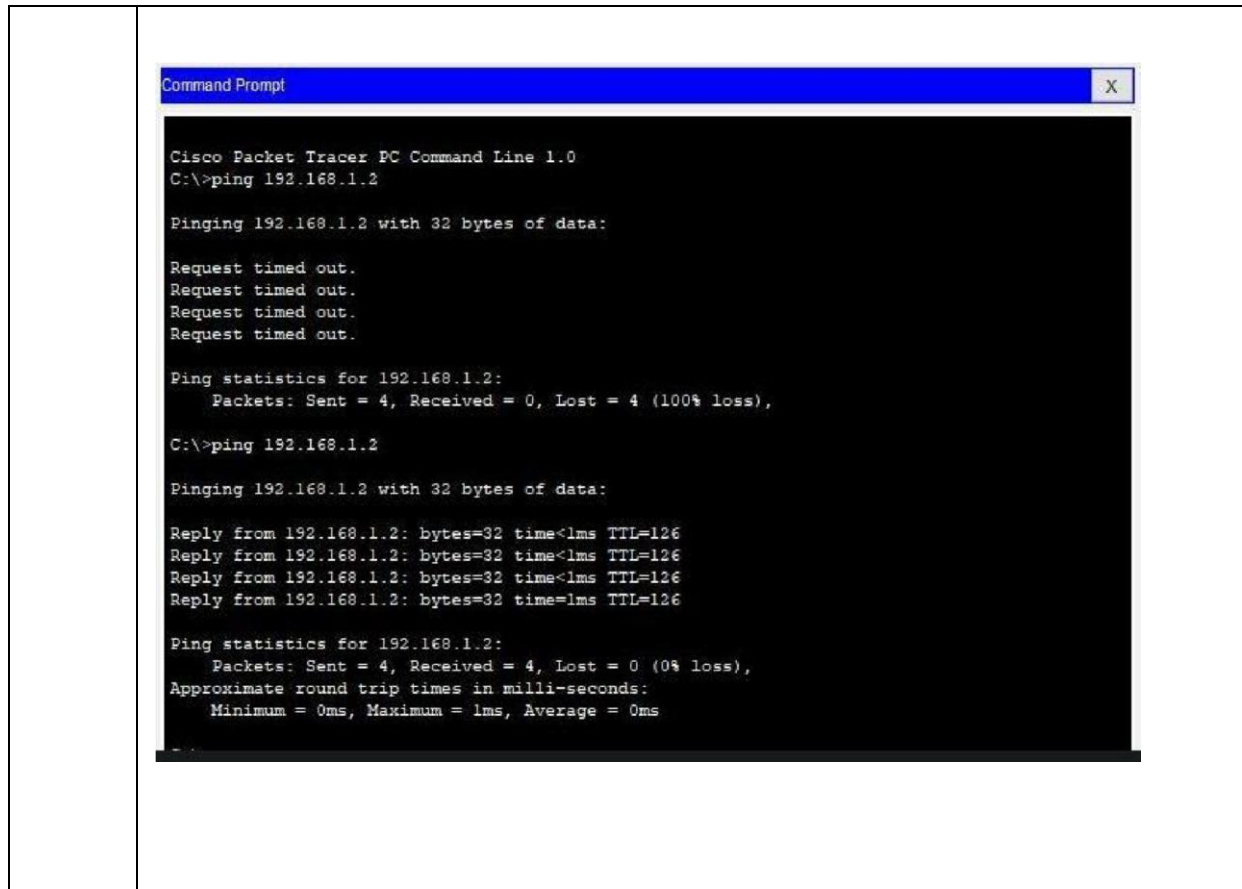 Command Prompt
X
Cisco Packet Tracer PC Command Line 1.0
C:\>ping 192.168.1.2
Pinging 192.168.1.2 with 32 bytes of data:
Request timed out.
Request timed out.
Request timed out.
Request timed out.
Ping statistics for 192.168.1.2:
Packets: Sent = 4, Received = 0, Lost = 4 (100% loss),
C:\>ping 192.168.1.2
Pinging 192.168.1.2 with 32 bytes of data:
Reply from 192.168.1.2: bytes=32 time<1ms TTL=126
Reply from 192.168.1.2: bytes=32 time<1ms TTL=126
Reply from 192.168.1.2: bytes=32 time<1ms TTL=126
Reply from 192.168.1.2: bytes=32 time=1ms TTL=126
Ping statistics for 192.168.1.2:
Packets: Sent = 4, Received = 4, Lost = 0 (0% loss),
Approximate round trip times in milli-seconds:
Minimum = 0ms, Maximum = 1ms, Average = 0ms